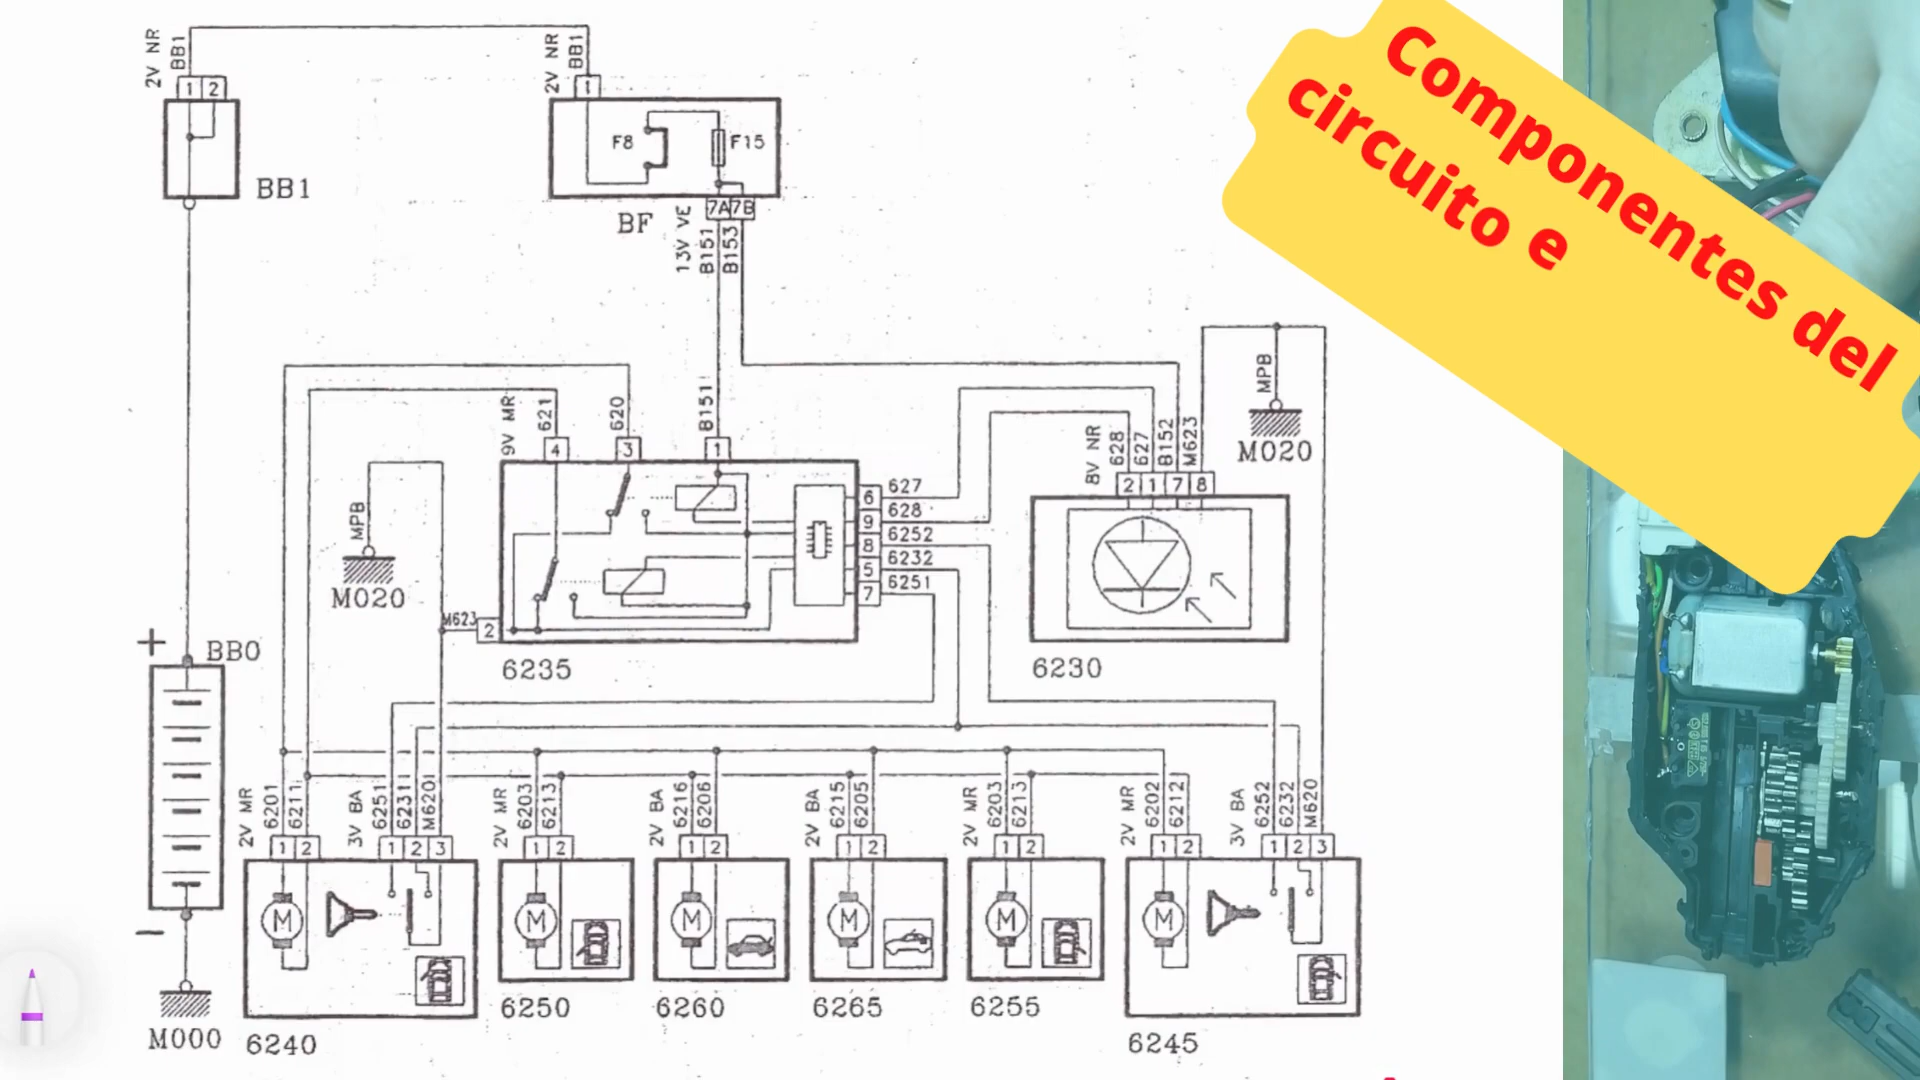 Componentes del
circuito e
2V NR
BB1
1 2
BB1
2V NR
BB1
1
F8
F15
BF
7A 7B
13V VE
B151
B153
9V MR
621
620
B151
4
3
1
MPB
M020
M623
2
6
9
8
5
7
627
628
6252
6232
6251
6235
8V NR
628
627
B152
M623
2 1 7 8
6230
MPB
M020
+
BB0
−
M000
2V MR
6201
6211
1 2
3V BA
6251
6231
M620
1 2 3
M
6240
2V MR
6203
6213
1 2
M
6250
2V BA
6216
6206
1 2
M
6260
2V BA
6215
6205
1 2
M
6265
2V MR
6203
6213
1 2
M
6255
2V MR
6202
6212
1 2
3V BA
6252
6232
M620
1 2 3
M
6245